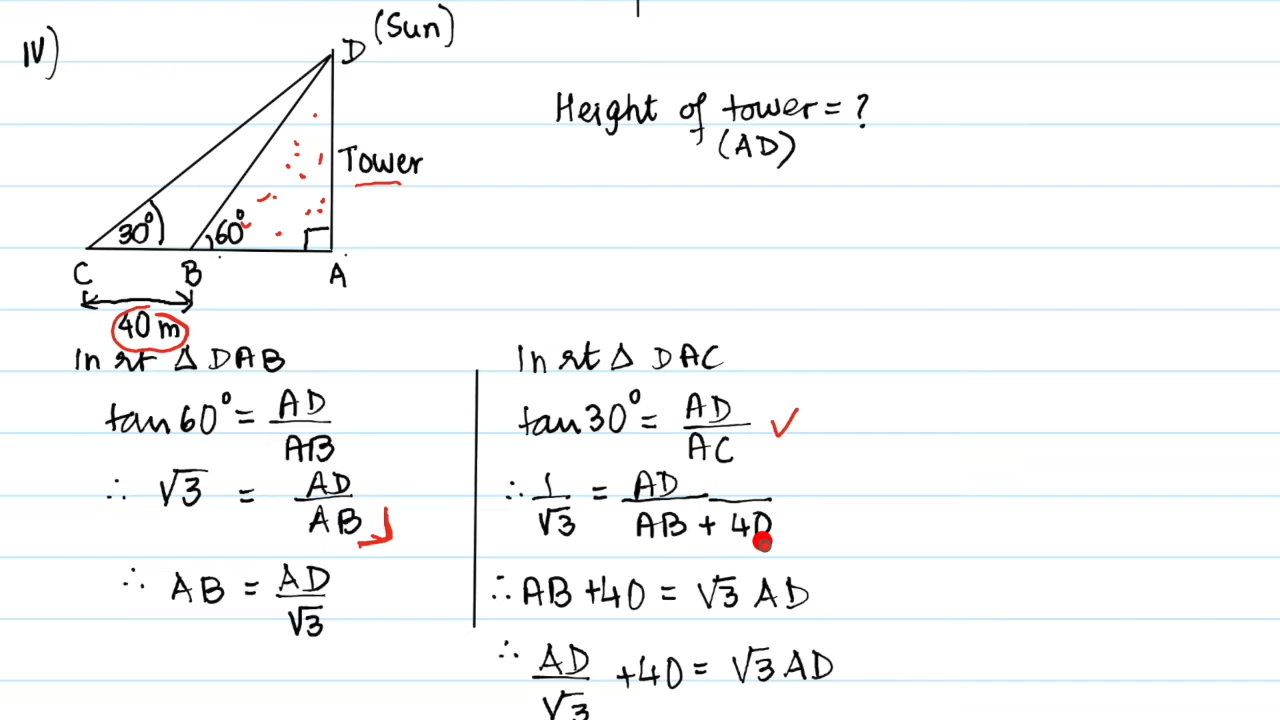 IV)
D (Sun)
Height of tower = ?
(AD)
Tower
30° 60°
C B A
40 m
In rt Δ DAB
tan 60° = AD / AB
∴ √3 = AD / AB
∴ AB = AD / √3
In rt Δ DAC
tan 30° = AD / AC ✓
∴ 1 / √3 = AD / AB + 40
∴ AB + 40 = √3 AD
∴ AD / √3 + 40 = √3 AD